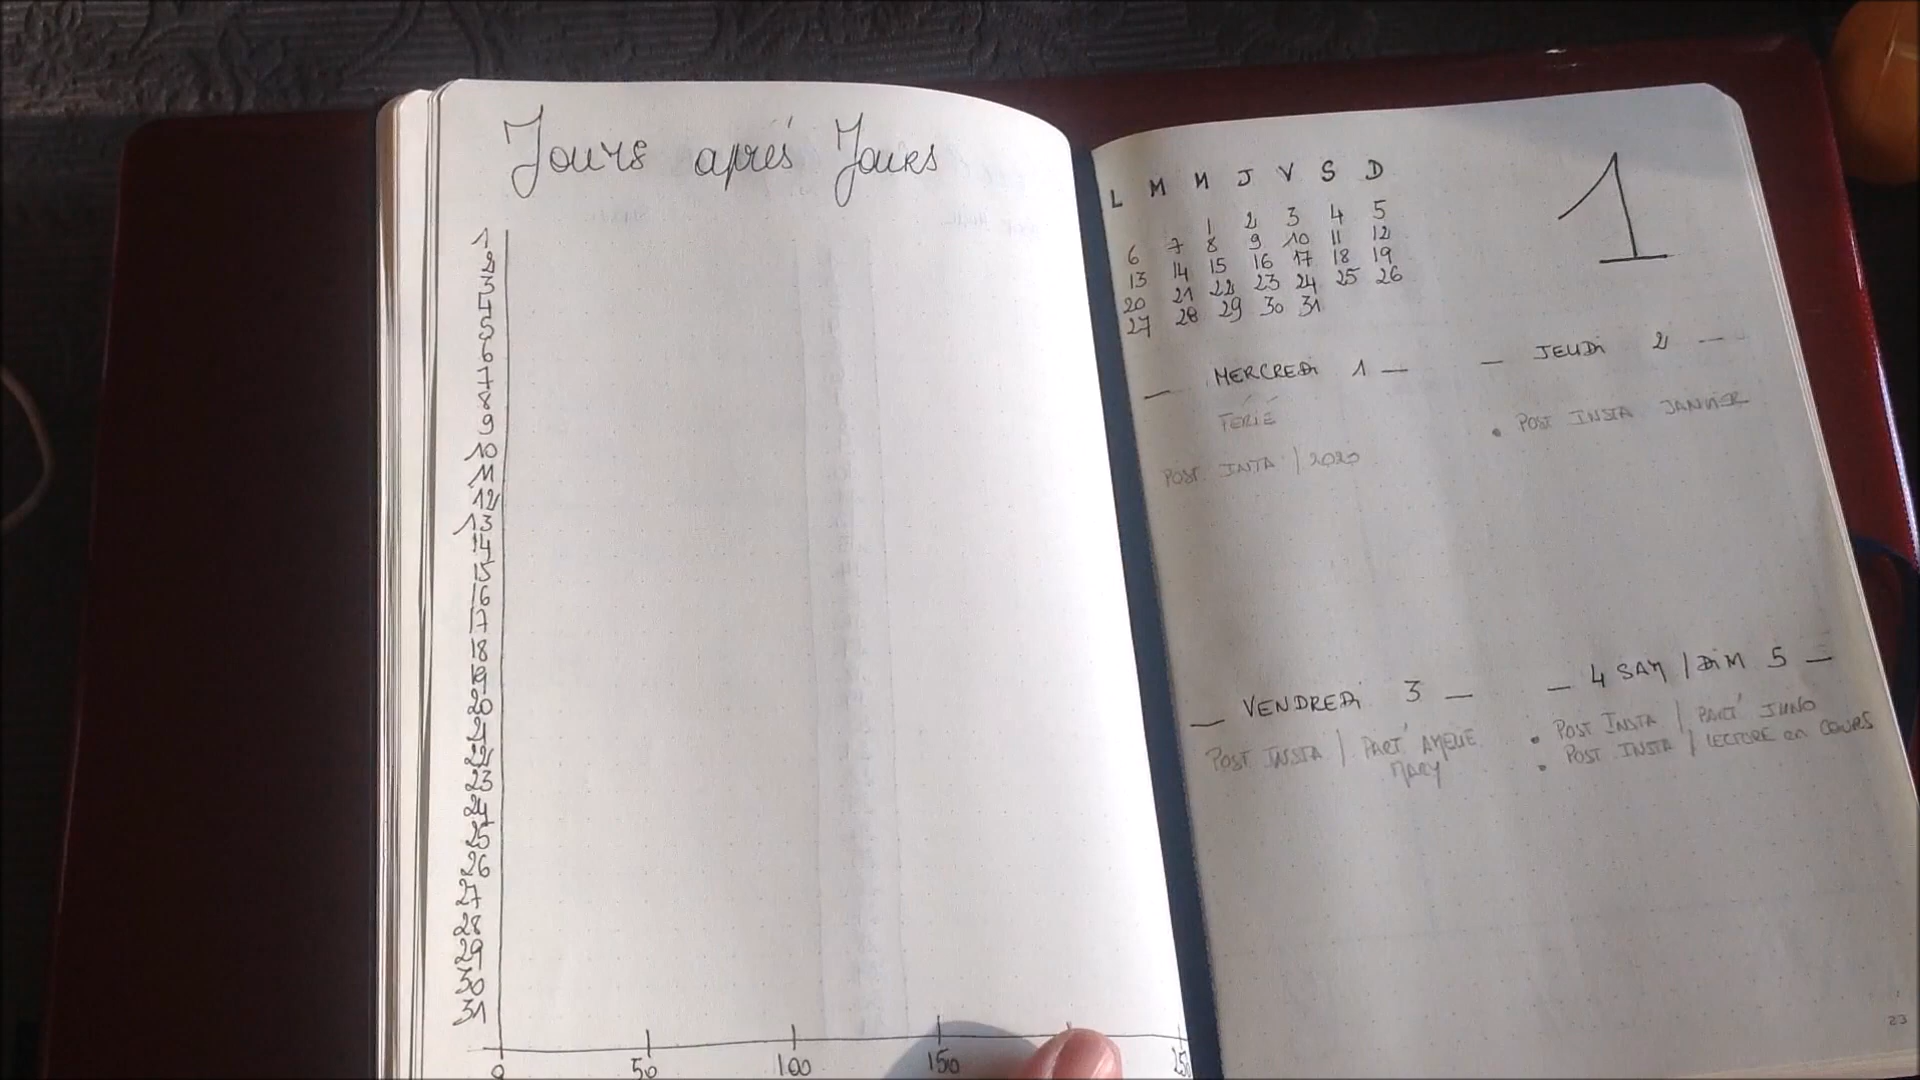 Jours après Jours
1
2
3
4
5
6
7
8
9
10
11
12
13
14
15
16
17
18
19
20
21
22
23
24
25
26
27
28
29
30
31
0 50 100 150 250
L M M J V S D
1 2 3 4 5
6 7 8 9 10 11 12
13 14 15 16 17 18 19
20 21 22 23 24 25 26
27 28 29 30 31
1
— MERCREDI 1 —
FÉRIÉ
POST INTA | 2020
— JEUDI 2 —
• POST INSTA JANVIER
— VENDREDI 3 —
POST INSTA | PART' AMELIE
MARY
— 4 SAM / DIM 5 —
• POST INSTA | PART' JUNO
• POST INSTA | LECTURE en COURS
23